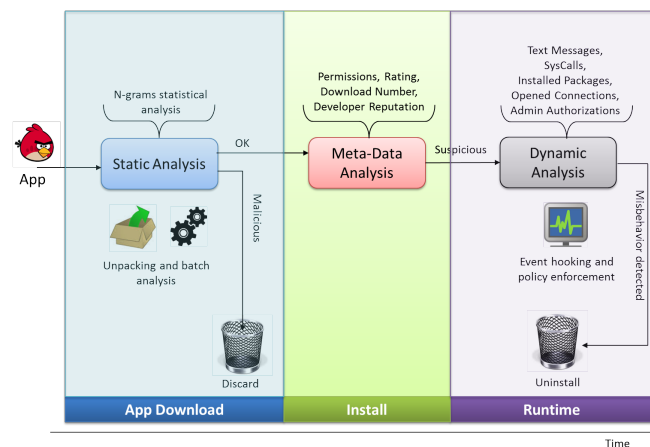 N-grams statistical
analysis
Permissions, Rating,
Download Number,
Developer Reputation
Text Messages,
SysCalls,
Installed Packages,
Opened Connections,
Admin Authorizations
App
Static Analysis
OK
Meta-Data
Analysis
Suspicious
Dynamic
Analysis
Malicious
Misbehavior detected
Unpacking and batch
analysis
Event hooking and
policy enforcement
Discard
Uninstall
App Download
Install
Runtime
Time